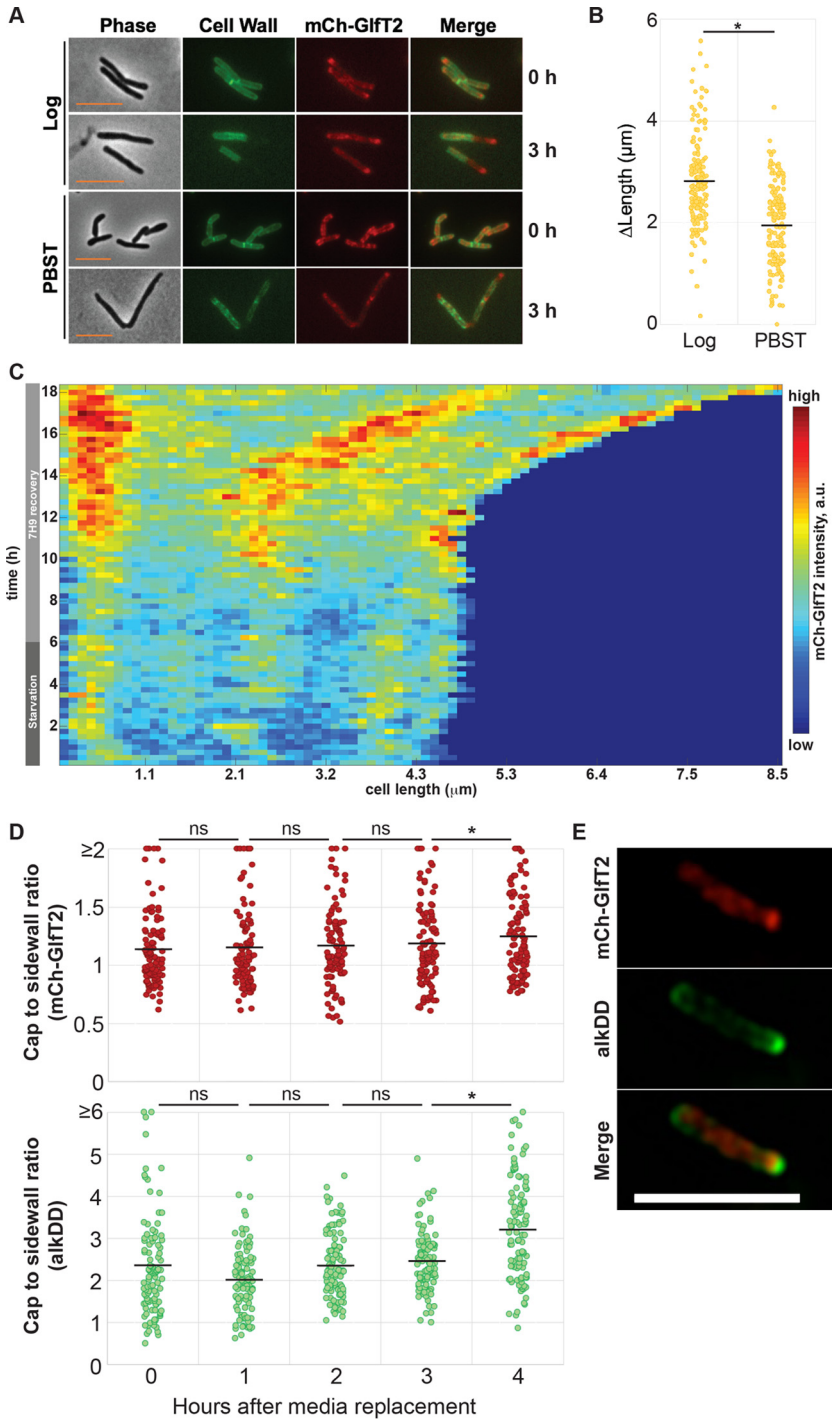 A
Phase Cell Wall mCh-GlfT2 Merge
Log
0 h
3 h
PBST
0 h
3 h
B
*
ΔLength (μm)
6
4
2
0
Log PBST
C
time (h)
7H9 recovery
Starvation
18
16
14
12
10
8
6
4
2
1.1 2.1 3.2 4.3 5.3 6.4 7.5 8.5
cell length (μm)
high
mCh-GlfT2 intensity, a.u.
low
D
ns ns ns *
Cap to sidewall ratio
(mCh-GlfT2)
≥2
1.5
1
0.5
0
ns ns ns *
Cap to sidewall ratio
(alkDD)
≥6
5
4
3
2
1
0
0 1 2 3 4
Hours after media replacement
E
mCh-GlfT2
alkDD
Merge